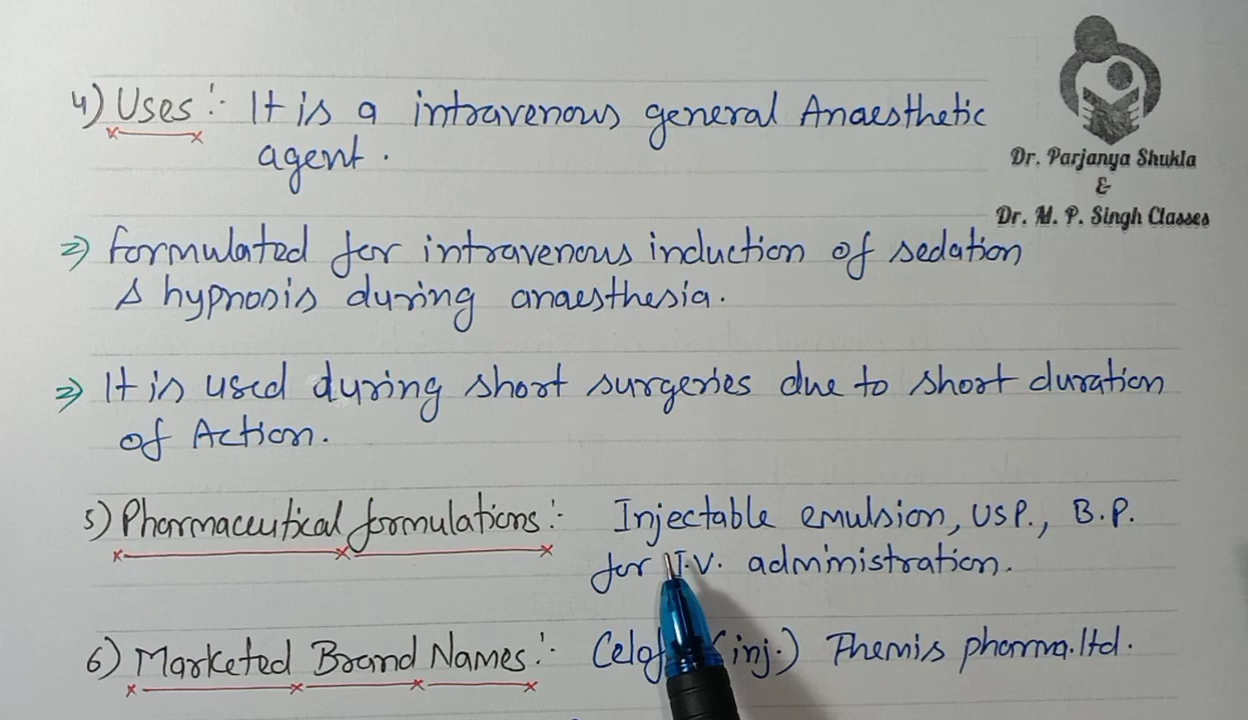 4) Uses :- It is a intravenous general Anaesthetic
agent.
Dr. Parjanya Shukla
&
Dr. M. P. Singh Classes
⇒ formulated for intravenous induction of sedation
& hypnosis during anaesthesia.
⇒ It is used during short surgeries due to short duration
of Action.
5) Pharmaceutical formulations :- Injectable emulsion, USP., B.P.
for I.V. administration.
6) Marketed Brand Names :- (inj.) Themis pharma.ltd.